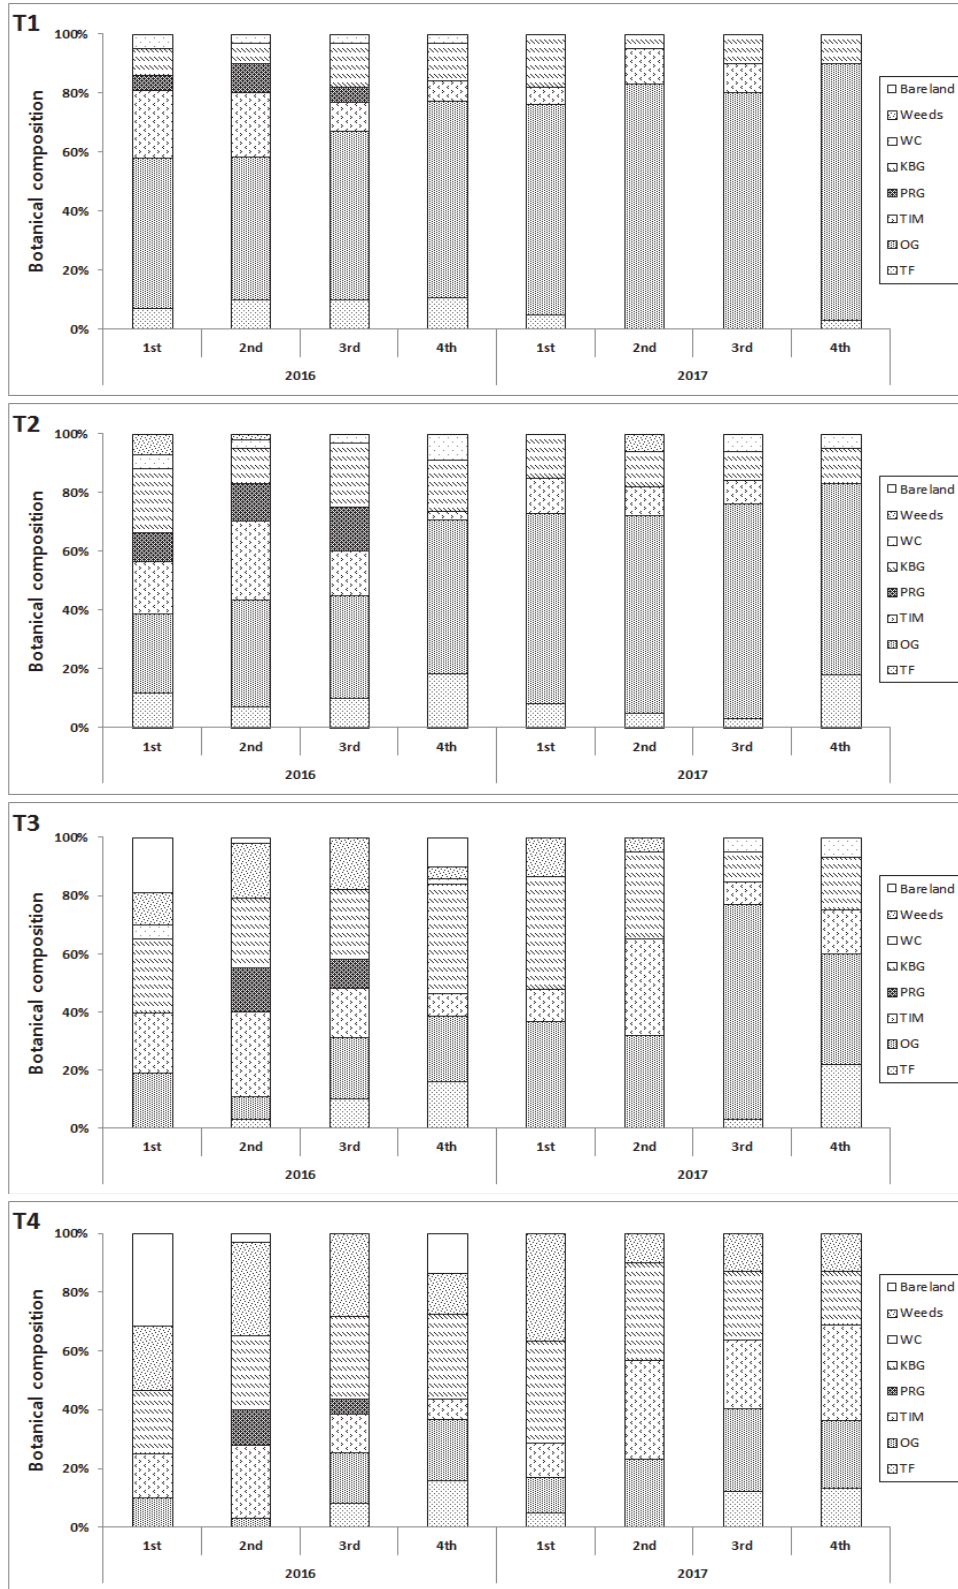 T1
Botanical composition
100%
80%
60%
40%
20%
0%
1st 2nd 3rd 4th 1st 2nd 3rd 4th
2016 2017
Bareland
Weeds
WC
KBG
PRG
TIM
OG
TF
T2
Botanical composition
100%
80%
60%
40%
20%
0%
1st 2nd 3rd 4th 1st 2nd 3rd 4th
2016 2017
Bareland
Weeds
WC
KBG
PRG
TIM
OG
TF
T3
Botanical composition
100%
80%
60%
40%
20%
0%
1st 2nd 3rd 4th 1st 2nd 3rd 4th
2016 2017
Bareland
Weeds
WC
KBG
PRG
TIM
OG
TF
T4
Botanical composition
100%
80%
60%
40%
20%
0%
1st 2nd 3rd 4th 1st 2nd 3rd 4th
2016 2017
Bareland
Weeds
WC
KBG
PRG
TIM
OG
TF